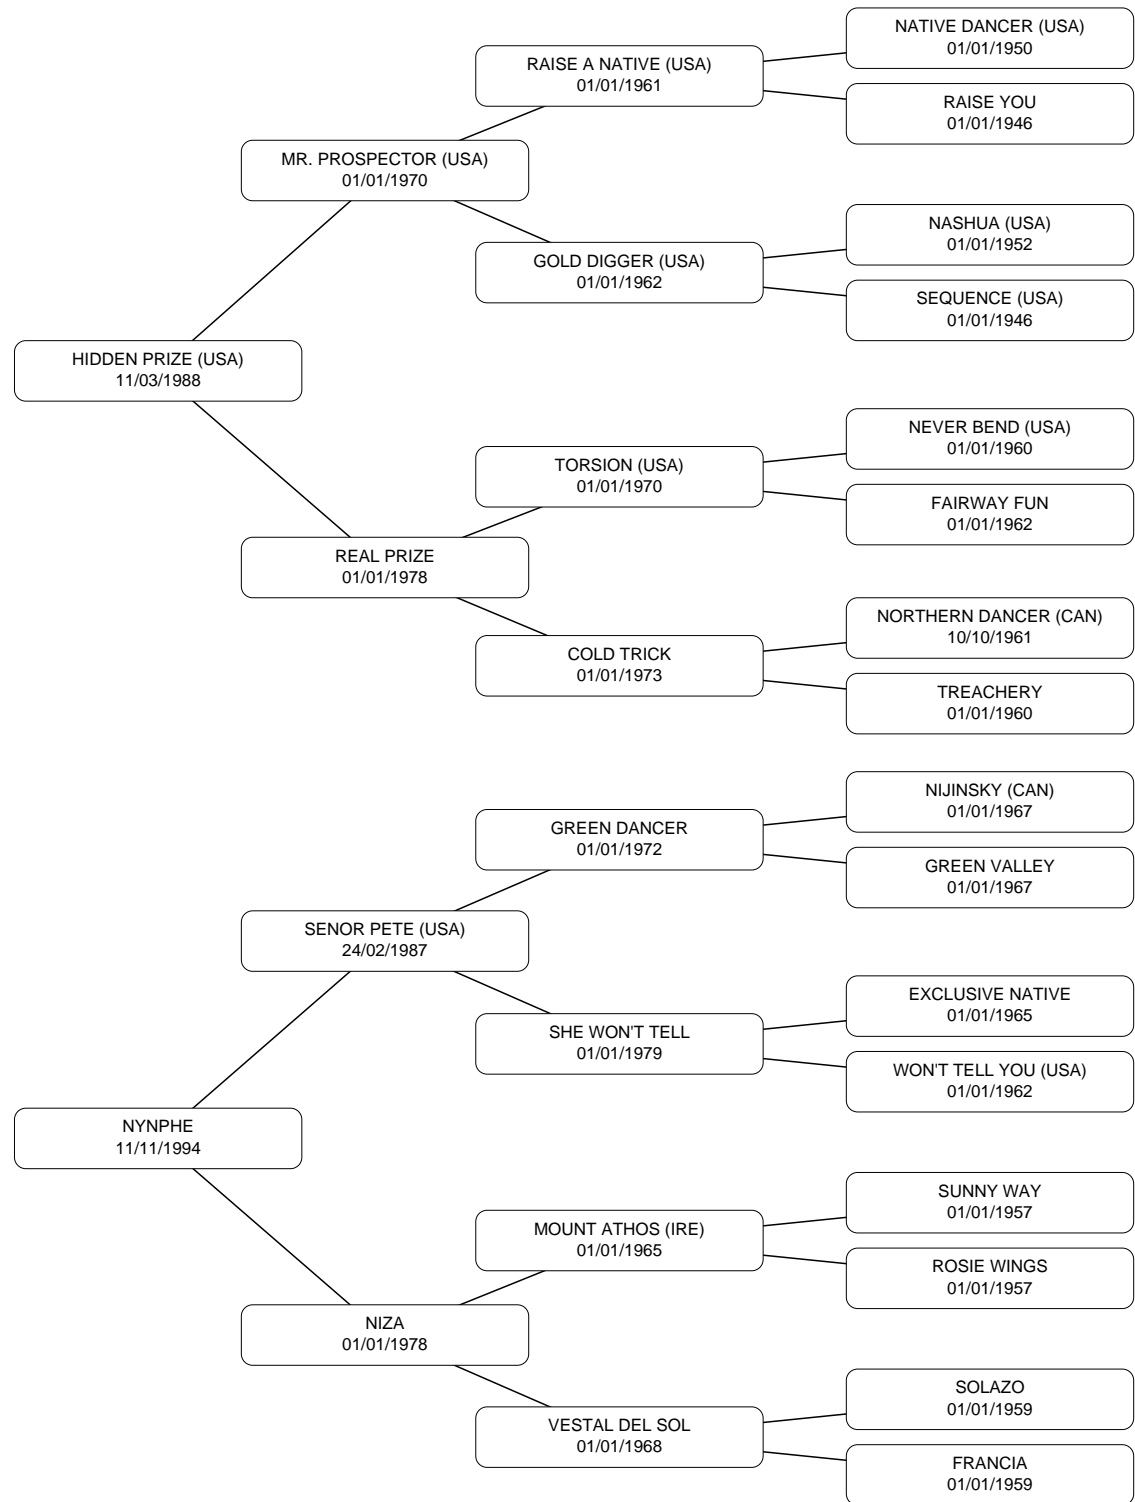 NATIVE DANCER (USA)
01/01/1950
RAISE A NATIVE (USA)
01/01/1961
RAISE YOU
01/01/1946
MR. PROSPECTOR (USA)
01/01/1970
NASHUA (USA)
01/01/1952
GOLD DIGGER (USA)
01/01/1962
SEQUENCE (USA)
01/01/1946
HIDDEN PRIZE (USA)
11/03/1988
NEVER BEND (USA)
01/01/1960
TORSION (USA)
01/01/1970
FAIRWAY FUN
01/01/1962
REAL PRIZE
01/01/1978
NORTHERN DANCER (CAN)
10/10/1961
COLD TRICK
01/01/1973
TREACHERY
01/01/1960
NIJINSKY (CAN)
01/01/1967
GREEN DANCER
01/01/1972
GREEN VALLEY
01/01/1967
SENOR PETE (USA)
24/02/1987
EXCLUSIVE NATIVE
01/01/1965
SHE WON'T TELL
01/01/1979
WON'T TELL YOU (USA)
01/01/1962
NYNPHE
11/11/1994
SUNNY WAY
01/01/1957
MOUNT ATHOS (IRE)
01/01/1965
ROSIE WINGS
01/01/1957
NIZA
01/01/1978
SOLAZO
01/01/1959
VESTAL DEL SOL
01/01/1968
FRANCIA
01/01/1959